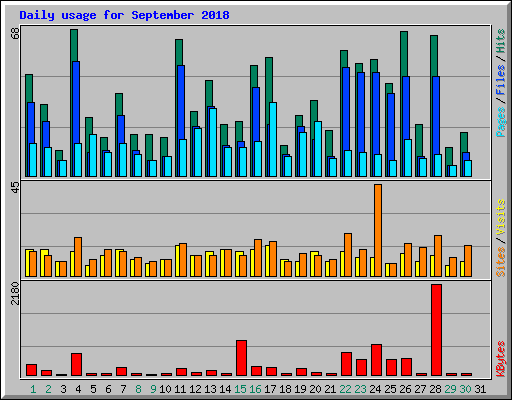 Daily usage for September 2018
68
Pages / Files / Hits
45
Sites / Visits
2180
KBytes
1 2 3 4 5 6 7 8 9 10 11 12 13 14 15 16 17 18 19 20 21 22 23 24 25 26 27 28 29 30 31